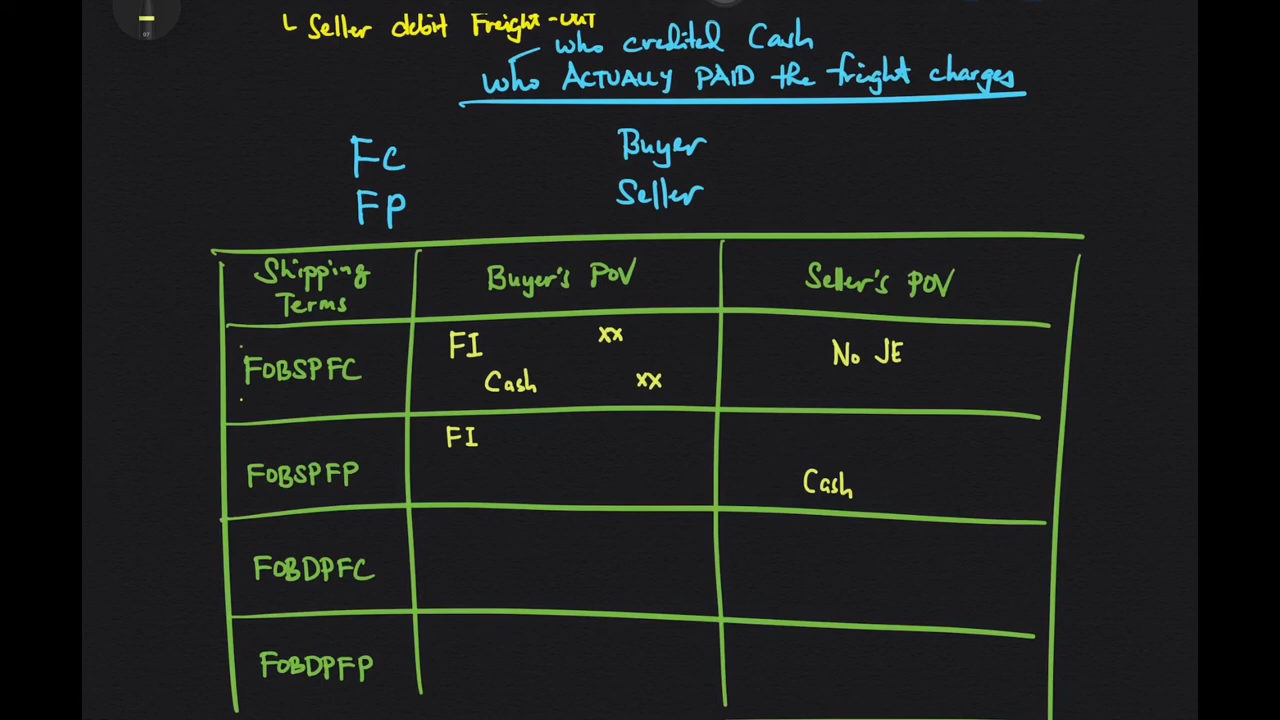 └ Seller debit Freight-OUT
who credited Cash
who ACTUALLY PAID the freight charges
FC Buyer
FP Seller
Shipping Terms Buyer's POV Seller's POV
FOBSPFC FI xx No JE
Cash xx
FOBSPFP FI
Cash
FOBDPFC
FOBDPFP